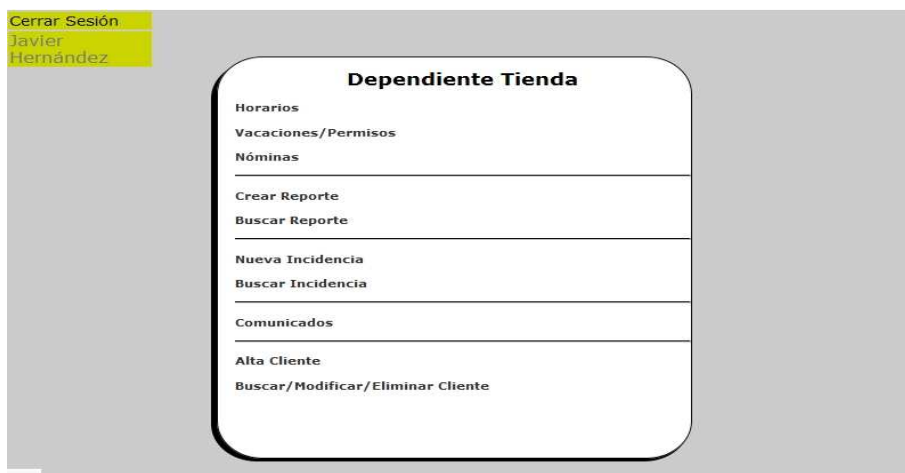 Cerrar Sesión
Javier
Hernández
Dependiente Tienda
Horarios
Vacaciones/Permisos
Nóminas
Crear Reporte
Buscar Reporte
Nueva Incidencia
Buscar Incidencia
Comunicados
Alta Cliente
Buscar/Modificar/Eliminar Cliente